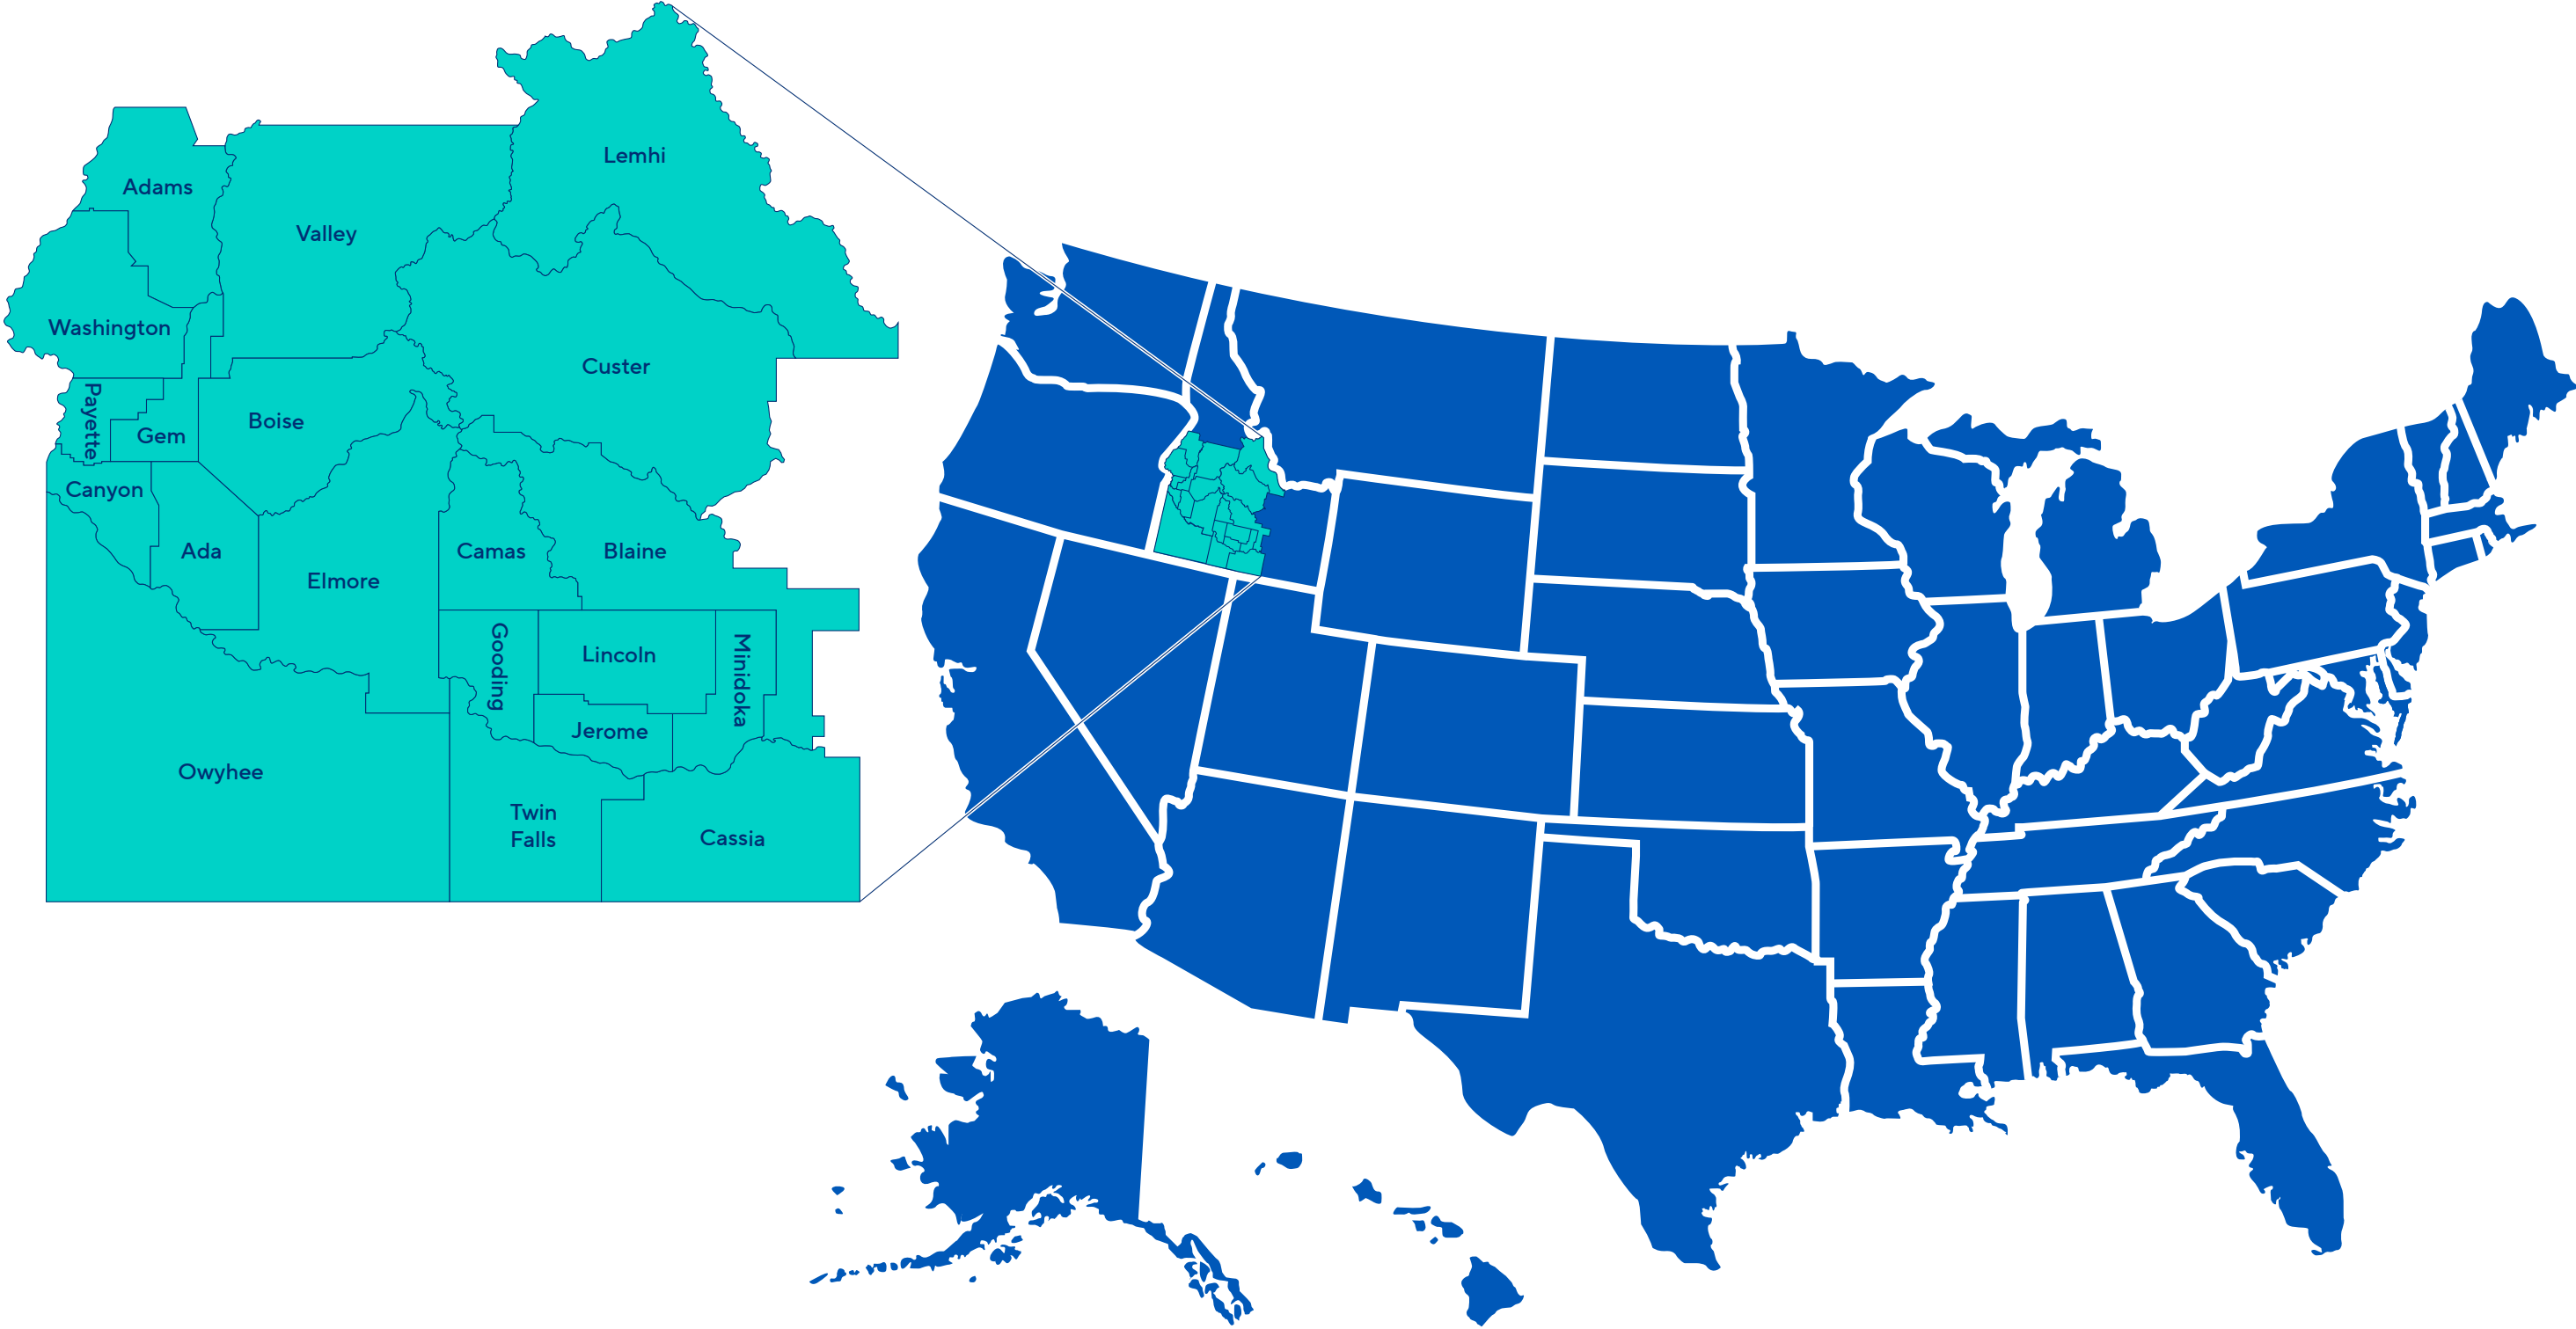 Lemhi
Adams
Valley
Washington
Custer
Payette
Boise
Gem
Canyon
Ada
Camas
Blaine
Elmore
Gooding
Lincoln
Minidoka
Jerome
Owyhee
Twin
Falls
Cassia